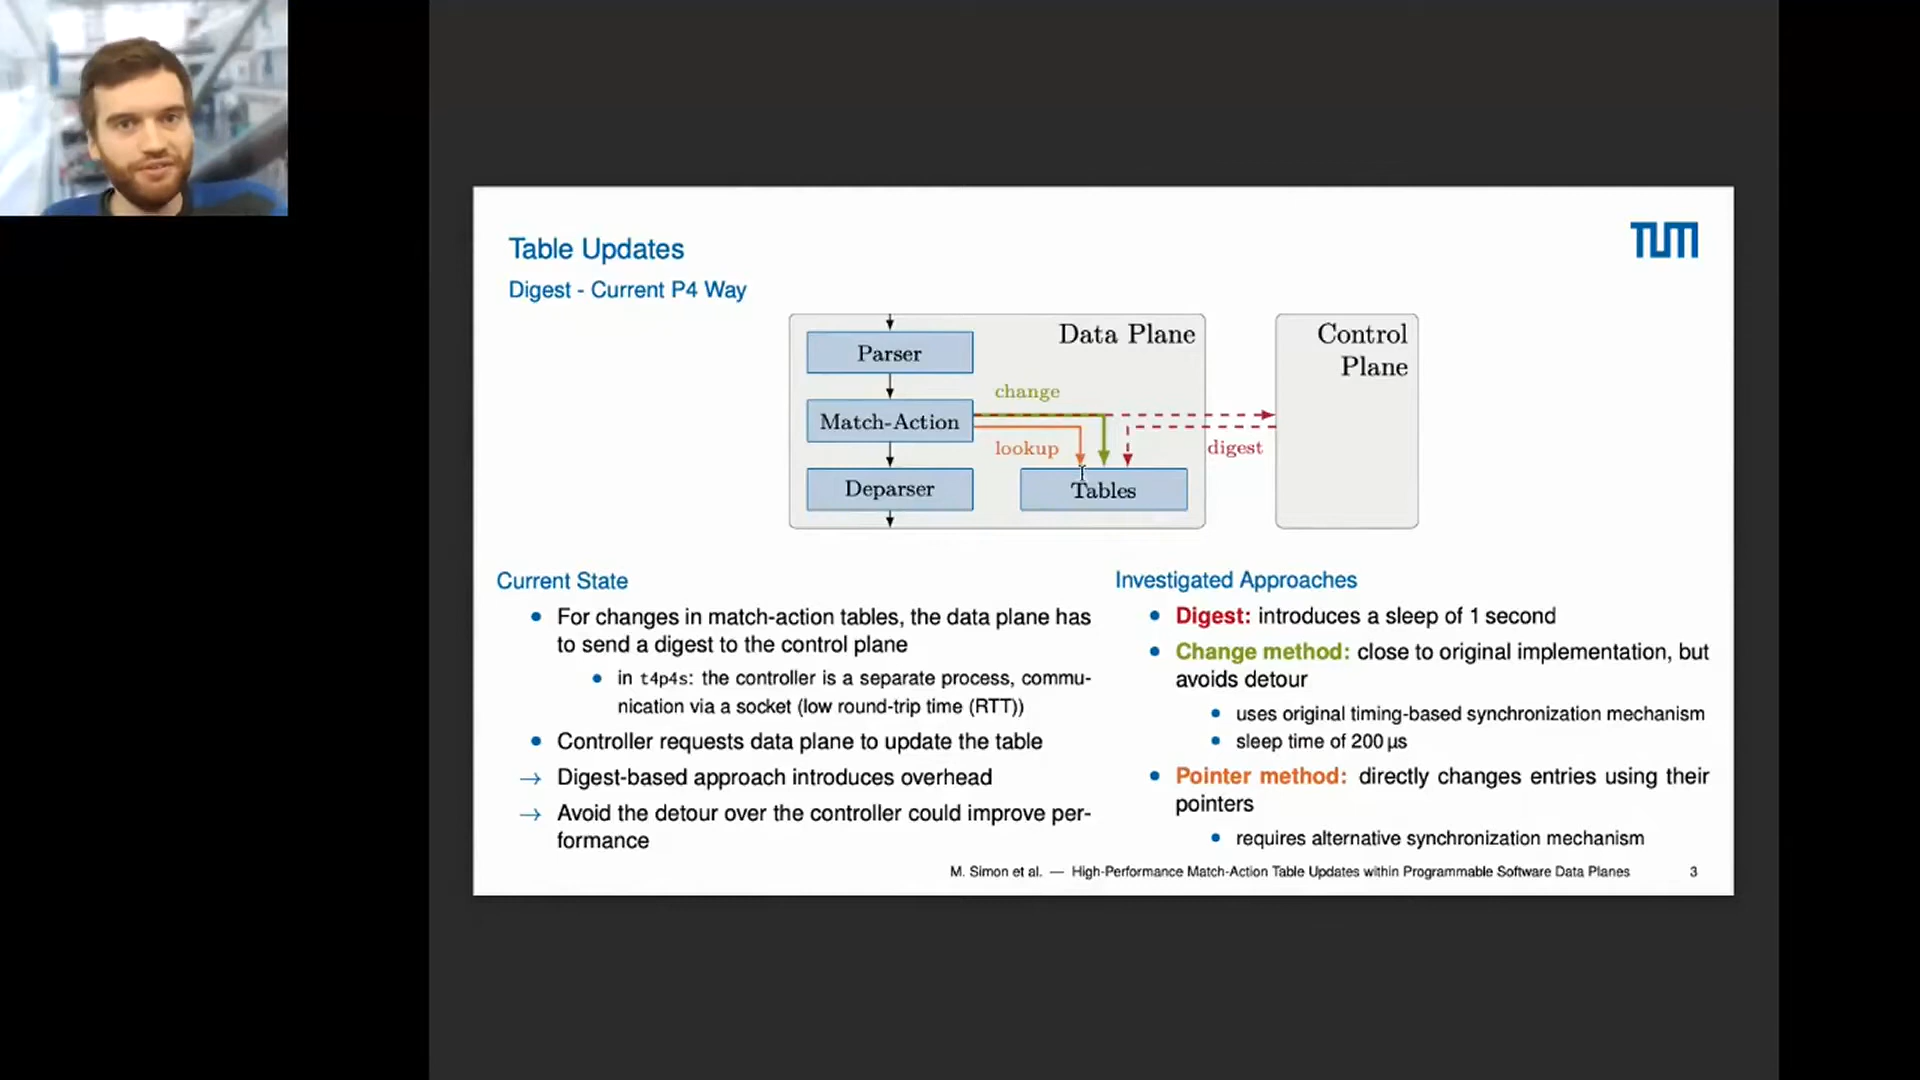 Table Updates
TUM
Digest - Current P4 Way
Data Plane
Control
Plane
Parser
change
Match-Action
lookup
digest
Deparser
Tables
Current State
• For changes in match-action tables, the data plane has
to send a digest to the control plane
• in t4p4s: the controller is a separate process, commu-
nication via a socket (low round-trip time (RTT))
• Controller requests data plane to update the table
→ Digest-based approach introduces overhead
→ Avoid the detour over the controller could improve per-
formance
Investigated Approaches
• Digest: introduces a sleep of 1 second
• Change method: close to original implementation, but
avoids detour
• uses original timing-based synchronization mechanism
• sleep time of 200 µs
• Pointer method: directly changes entries using their
pointers
• requires alternative synchronization mechanism
M. Simon et al. — High-Performance Match-Action Table Updates within Programmable Software Data Planes 3